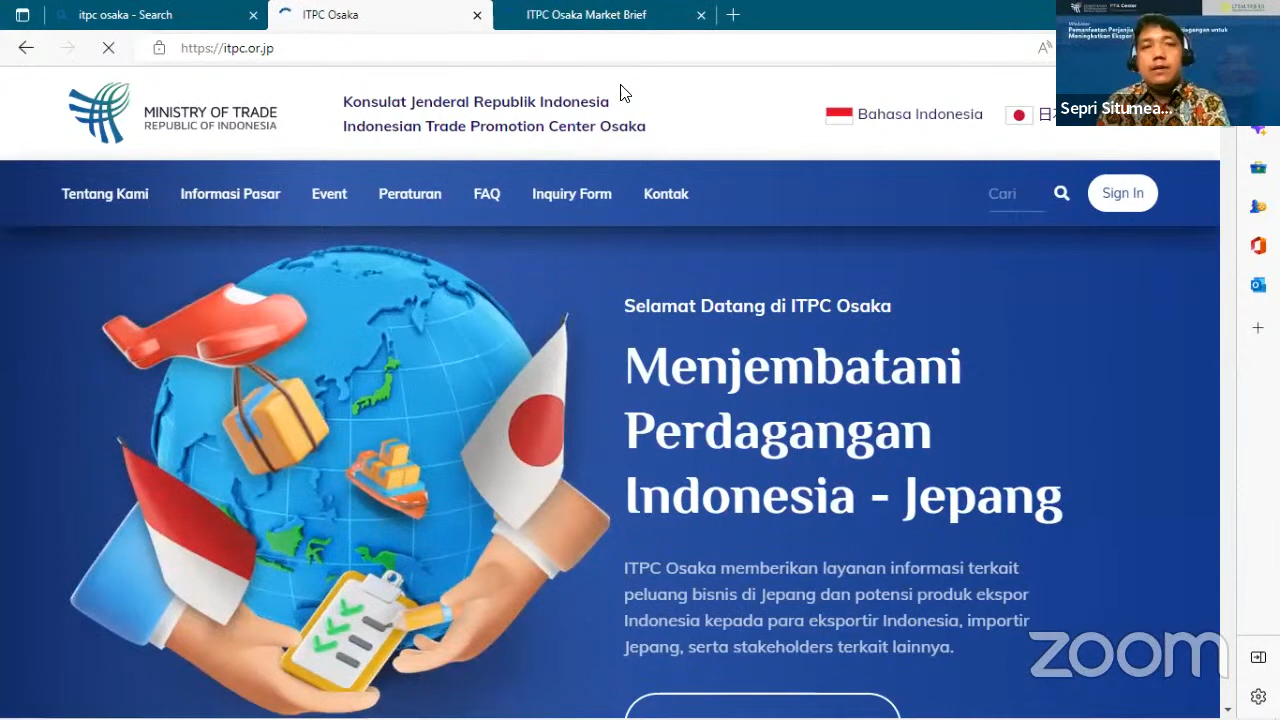 itpc osaka - Search
ITPC Osaka
ITPC Osaka Market Brief
https://itpc.or.jp
MINISTRY OF TRADE
REPUBLIC OF INDONESIA
Konsulat Jenderal Republik Indonesia
Indonesian Trade Promotion Center Osaka
Bahasa Indonesia
日
PTA Center
Sepri Situmea...
Tentang Kami
Informasi Pasar
Event
Peraturan
FAQ
Inquiry Form
Kontak
Cari
Sign In
Selamat Datang di ITPC Osaka
Menjembatani
Perdagangan
Indonesia - Jepang
ITPC Osaka memberikan layanan informasi terkait
peluang bisnis di Jepang dan potensi produk ekspor
Indonesia kepada para eksportir Indonesia, importir
Jepang, serta stakeholders terkait lainnya.
zoom